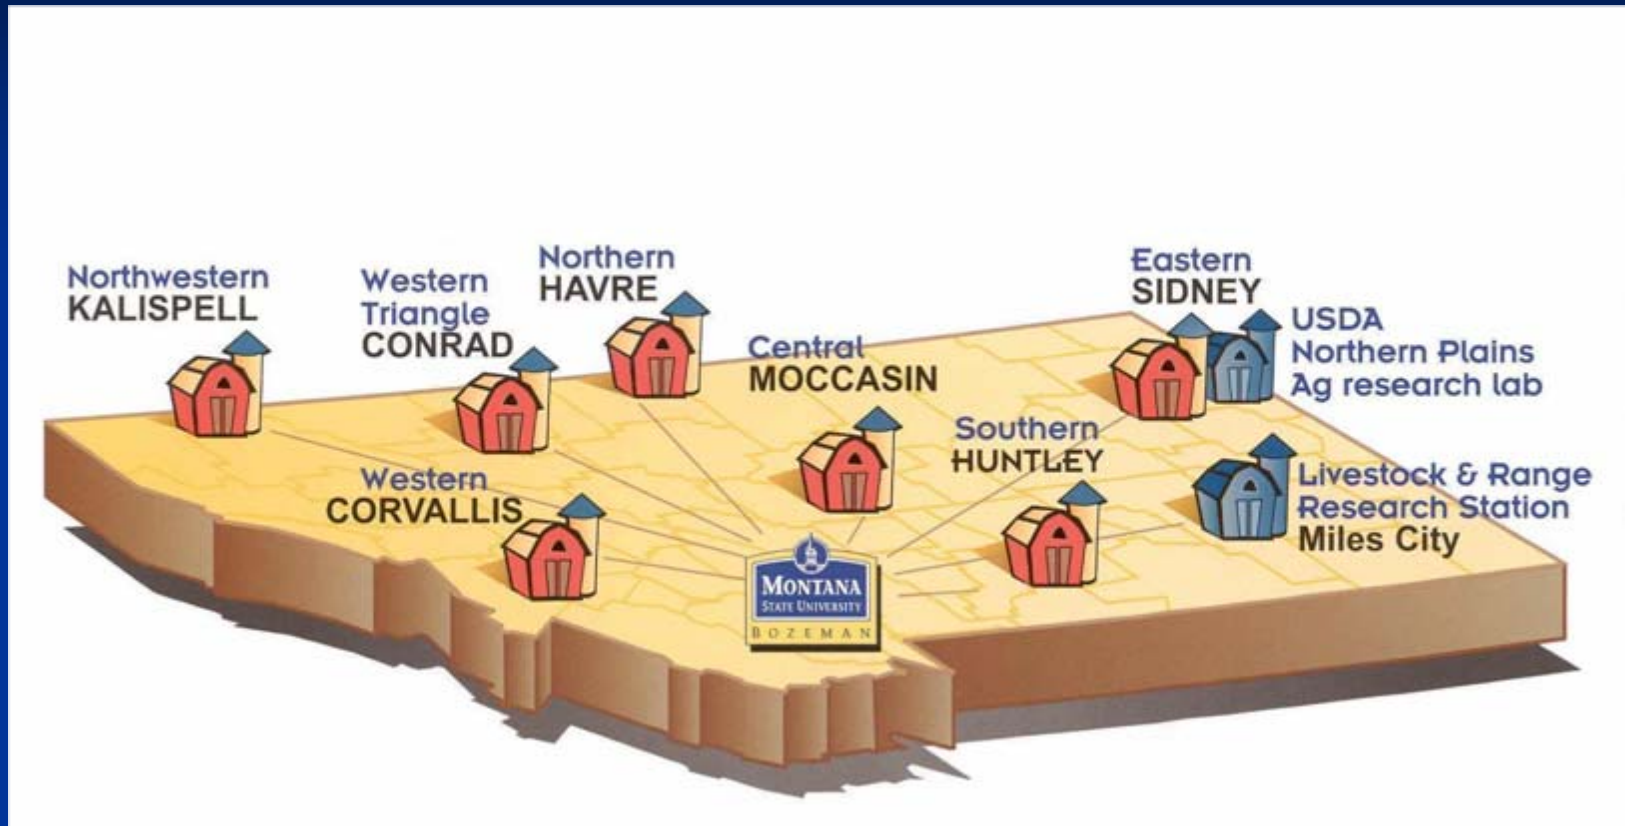 Northwestern
KALISPELL
Western
Triangle
CONRAD
Northern
HAVRE
Central
MOCCASIN
Eastern
SIDNEY
USDA
Northern Plains
Ag research lab
Southern
HUNTLEY
Livestock & Range
Research Station
Miles City
Western
CORVALLIS
MONTANA
STATE UNIVERSITY
BOZEMAN